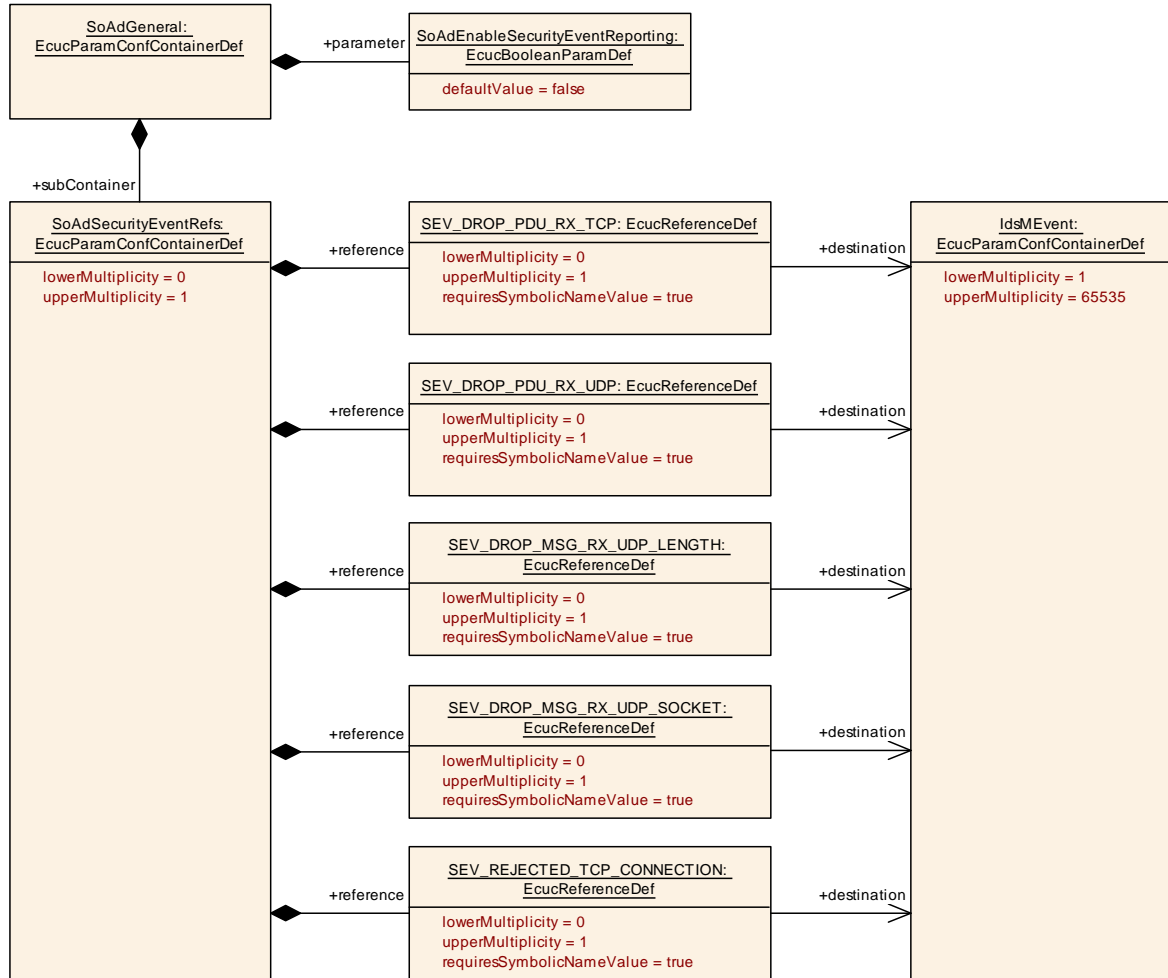 SoAdGeneral:
EcucParamConfContainerDef
+parameter
SoAdEnableSecurityEventReporting:
EcucBooleanParamDef
defaultValue = false
+subContainer
SoAdSecurityEventRefs:
EcucParamConfContainerDef
lowerMultiplicity = 0
upperMultiplicity = 1
+reference
SEV_DROP_PDU_RX_TCP: EcucReferenceDef
lowerMultiplicity = 0
upperMultiplicity = 1
requiresSymbolicNameValue = true
+destination
IdsMEvent:
EcucParamConfContainerDef
lowerMultiplicity = 1
upperMultiplicity = 65535
+reference
SEV_DROP_PDU_RX_UDP: EcucReferenceDef
lowerMultiplicity = 0
upperMultiplicity = 1
requiresSymbolicNameValue = true
+destination
+reference
SEV_DROP_MSG_RX_UDP_LENGTH:
EcucReferenceDef
lowerMultiplicity = 0
upperMultiplicity = 1
requiresSymbolicNameValue = true
+destination
+reference
SEV_DROP_MSG_RX_UDP_SOCKET:
EcucReferenceDef
lowerMultiplicity = 0
upperMultiplicity = 1
requiresSymbolicNameValue = true
+destination
+reference
SEV_REJECTED_TCP_CONNECTION:
EcucReferenceDef
lowerMultiplicity = 0
upperMultiplicity = 1
requiresSymbolicNameValue = true
+destination